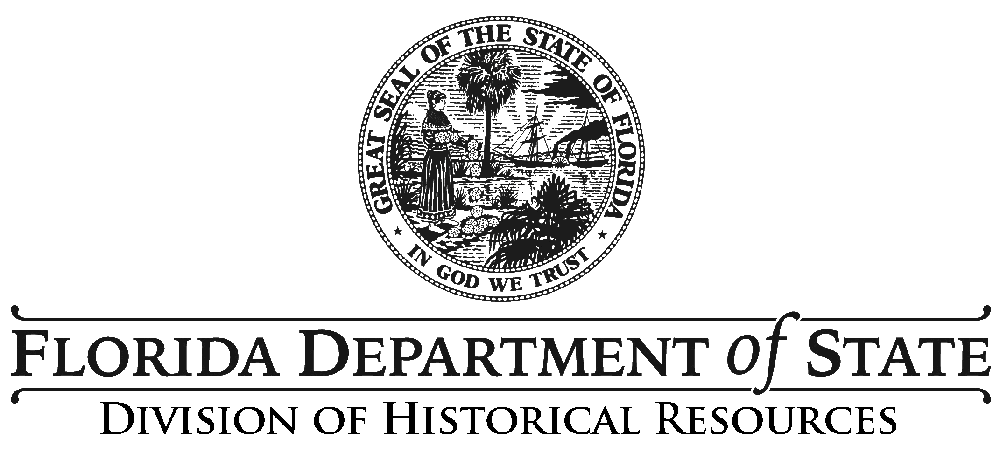 GREAT SEAL OF THE STATE OF FLORIDA
IN GOD WE TRUST
FLORIDA DEPARTMENT of STATE
DIVISION OF HISTORICAL RESOURCES